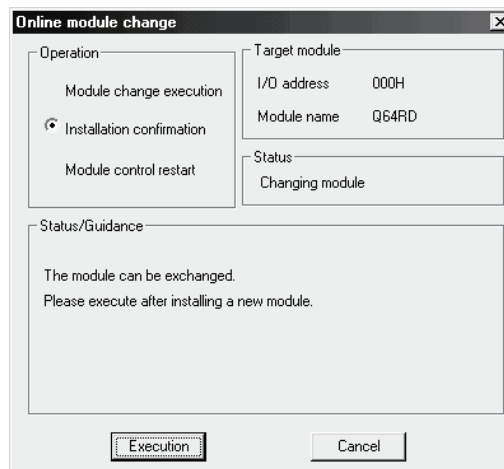 Online module change
Operation
Module change execution
Installation confirmation
Module control restart
Target module
I/O address 000H
Module name Q64RD
Status
Changing module
Status/Guidance
The module can be exchanged.
Please execute after installing a new module.
Execution Cancel